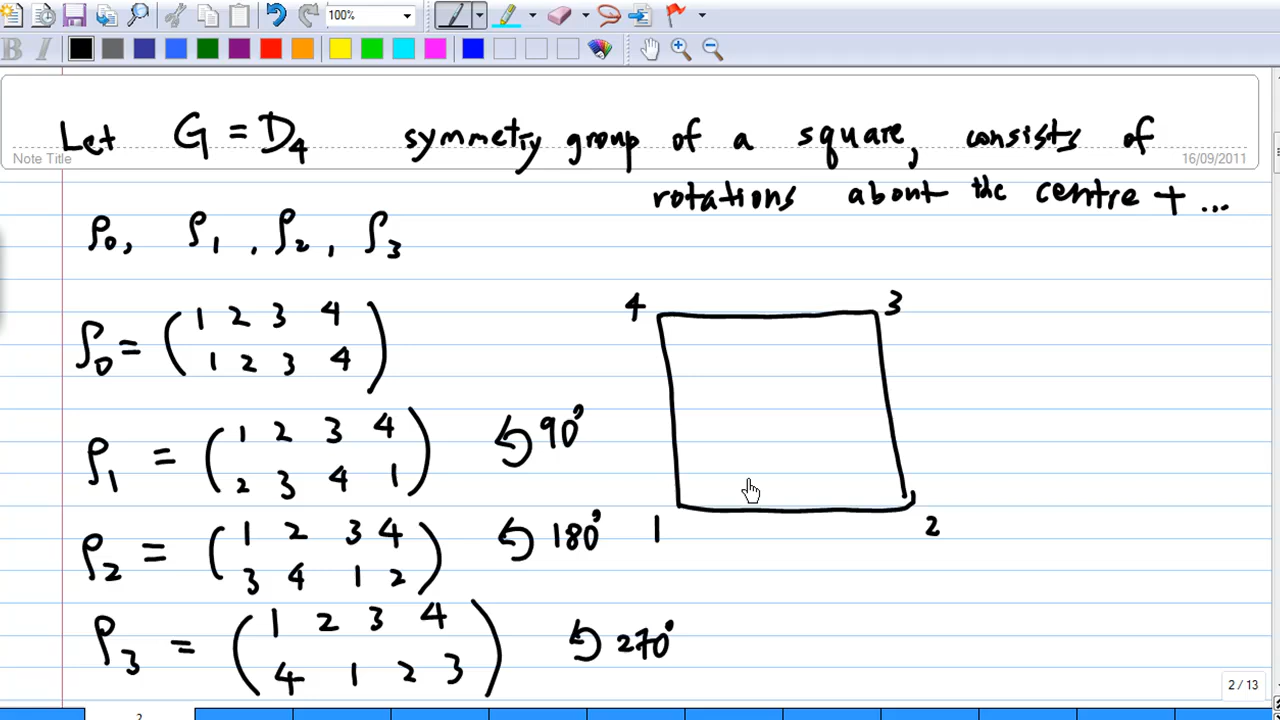 100%
B I
Let G = D4 symmetry group of a square, consists of
Note Title
16/09/2011
rotations about the centre + ...
ρ0, ρ1, ρ2, ρ3
4 3
ρ0 = (1 2 3 4
1 2 3 4)
ρ1 = (1 2 3 4
2 3 4 1) 90°
1 2
ρ2 = (1 2 3 4
3 4 1 2) 180°
ρ3 = (1 2 3 4
4 1 2 3) 270°
2 / 13
2